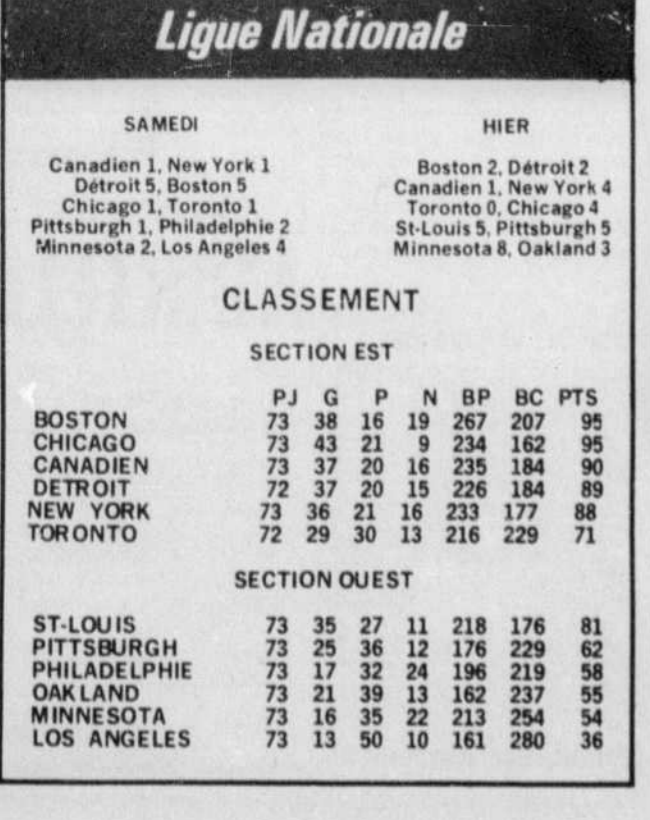 Ligue Nationale
SAMEDI
Canadien 1, New York 1
Détroit 5, Boston 5
Chicago 1, Toronto 1
Pittsburgh 1, Philadelphie 2
Minnesota 2, Los Angeles 4
HIER
Boston 2, Détroit 2
Canadien 1, New York 4
Toronto 0, Chicago 4
St-Louis 5, Pittsburgh 5
Minnesota 8, Oakland 3
CLASSEMENT
SECTION EST
PJ G P N BP BC PTS
BOSTON 73 38 16 19 267 207 95
CHICAGO 73 43 21 9 234 162 95
CANADIEN 73 37 20 16 235 184 90
DETROIT 72 37 20 15 226 184 89
NEW YORK 73 36 21 16 233 177 88
TORONTO 72 29 30 13 216 229 71
SECTION OUEST
ST-LOUIS 73 35 27 11 218 176 81
PITTSBURGH 73 25 36 12 176 229 62
PHILADELPHIE 73 17 32 24 196 219 58
OAKLAND 73 21 39 13 162 237 55
MINNESOTA 73 16 35 22 213 254 54
LOS ANGELES 73 13 50 10 161 280 36